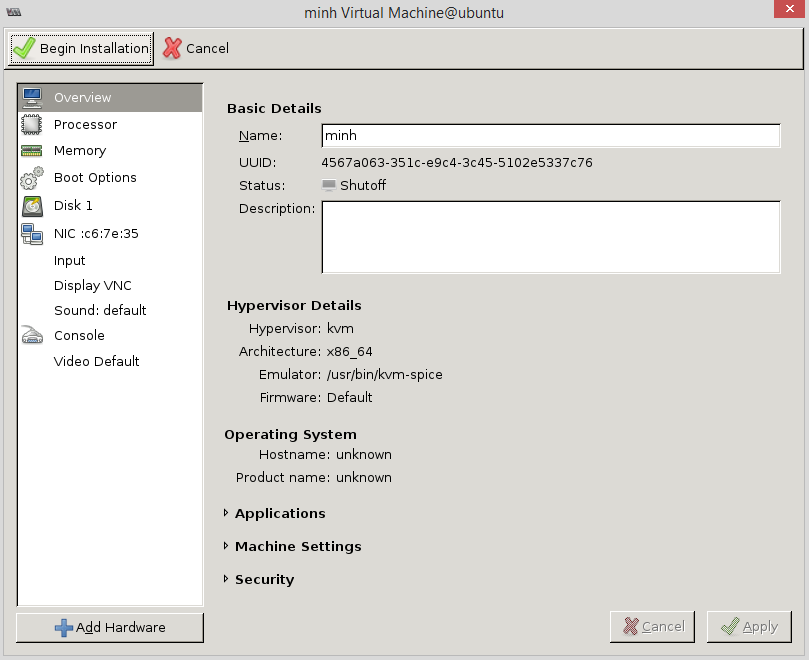 minh Virtual Machine@ubuntu
Begin Installation
Cancel
Overview
Processor
Memory
Boot Options
Disk 1
NIC :c6:7e:35
Input
Display VNC
Sound: default
Console
Video Default
Add Hardware
Basic Details
Name: minh
UUID: 4567a063-351c-e9c4-3c45-5102e5337c76
Status: Shutoff
Description:
Hypervisor Details
Hypervisor: kvm
Architecture: x86_64
Emulator: /usr/bin/kvm-spice
Firmware: Default
Operating System
Hostname: unknown
Product name: unknown
Applications
Machine Settings
Security
Cancel
Apply